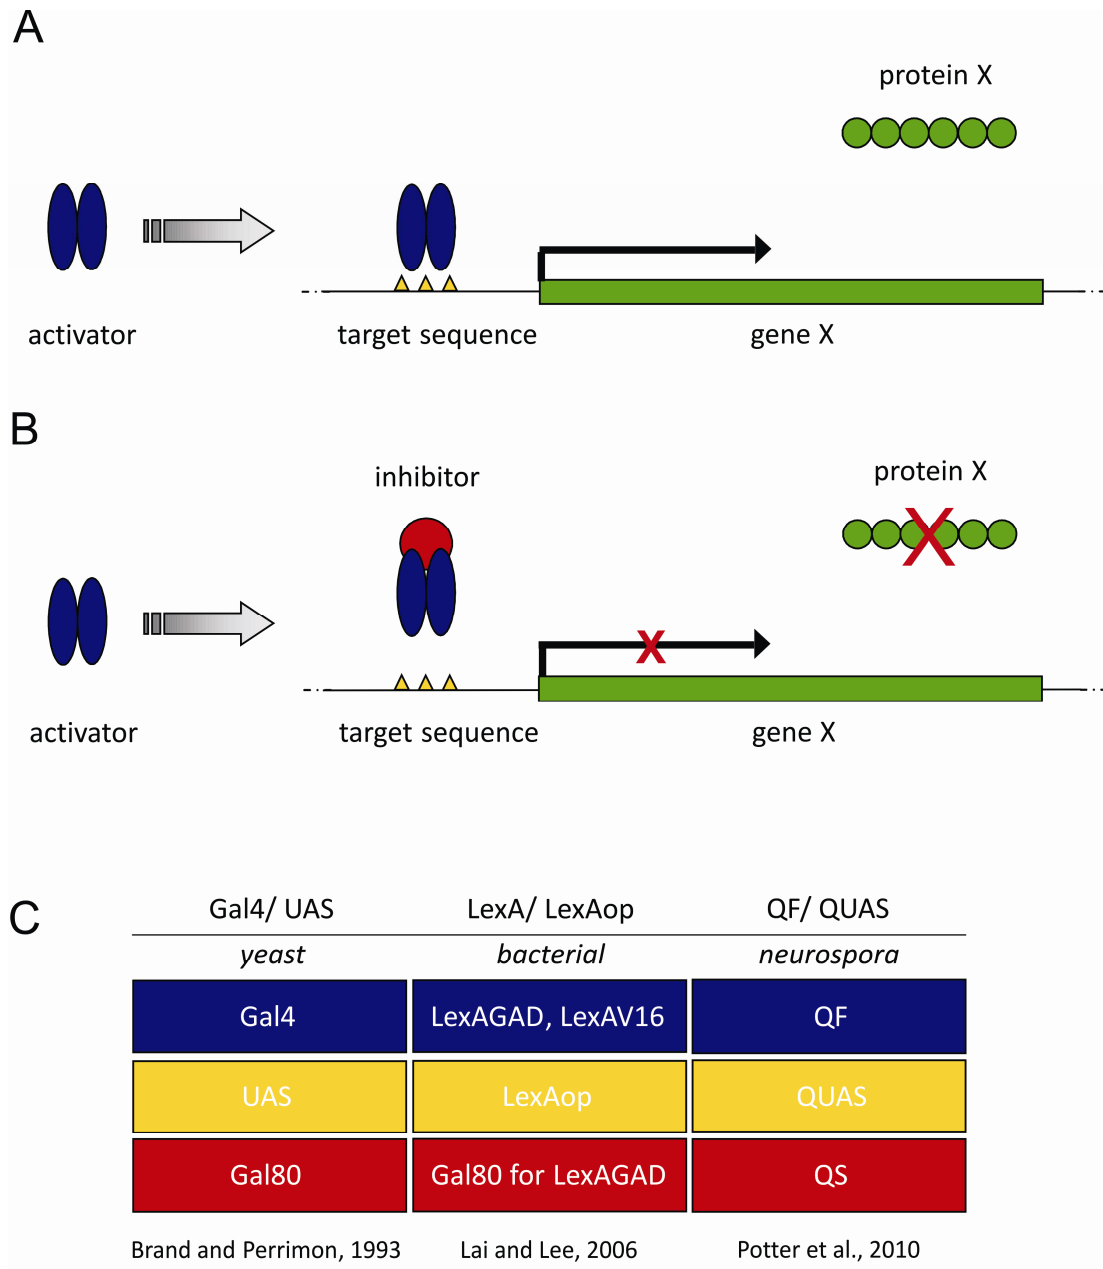 A
protein X
activator
target sequence
gene X
B
inhibitor
protein X
activator
target sequence
gene X
C
Gal4/ UAS
LexA/ LexAop
QF/ QUAS
yeast
bacterial
neurospora
Gal4
LexAGAD, LexAV16
QF
UAS
LexAop
QUAS
Gal80
Gal80 for LexAGAD
QS
Brand and Perrimon, 1993
Lai and Lee, 2006
Potter et al., 2010